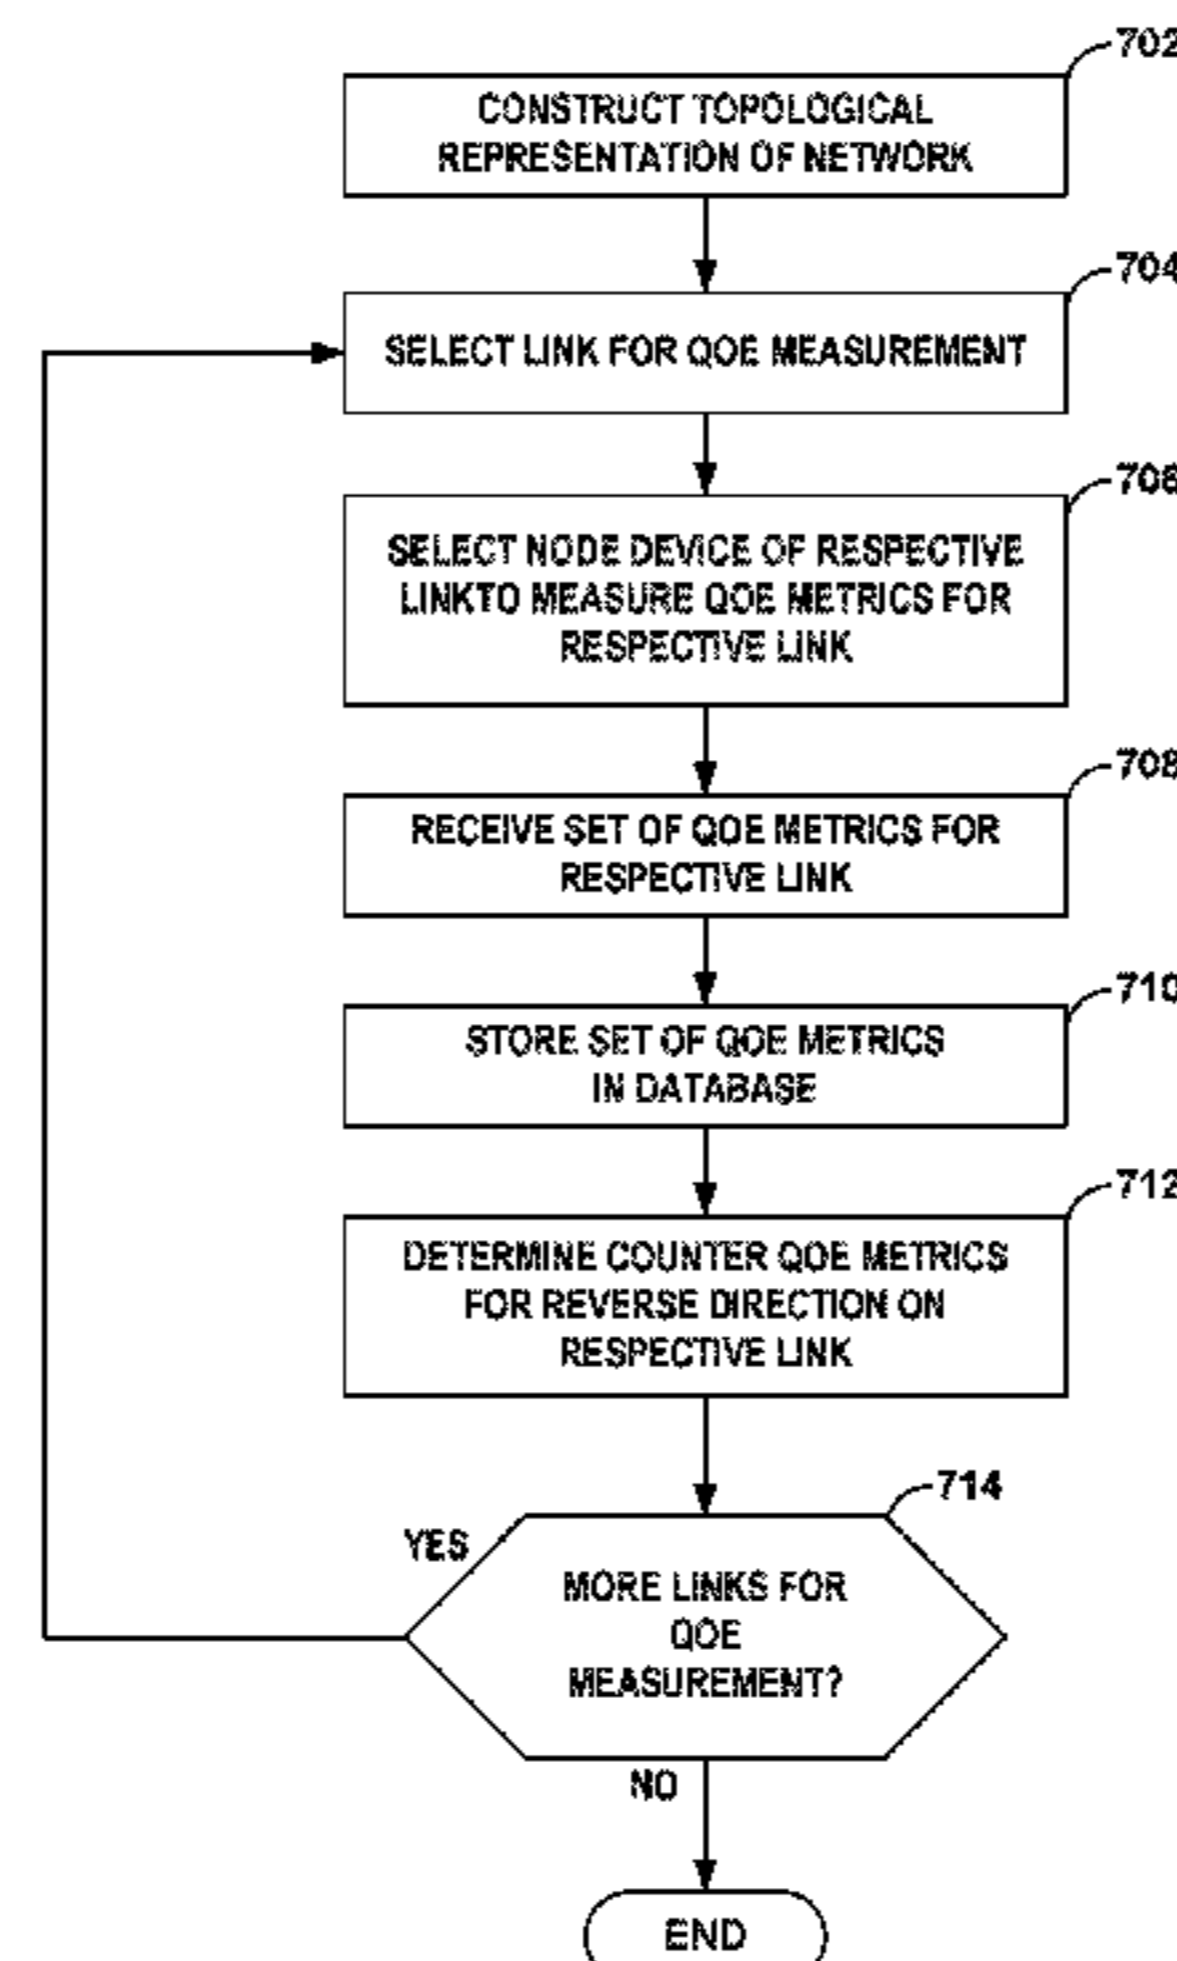 702
CONSTRUCT TOPOLOGICAL
REPRESENTATION OF NETWORK
704
SELECT LINK FOR QOE MEASUREMENT
706
SELECT NODE DEVICE OF RESPECTIVE
LINKTO MEASURE QOE METRICS FOR
RESPECTIVE LINK
708
RECEIVE SET OF QOE METRICS FOR
RESPECTIVE LINK
710
STORE SET OF QOE METRICS
IN DATABASE
712
DETERMINE COUNTER QOE METRICS
FOR REVERSE DIRECTION ON
RESPECTIVE LINK
714
YES
MORE LINKS FOR
QOE
MEASUREMENT?
NO
END